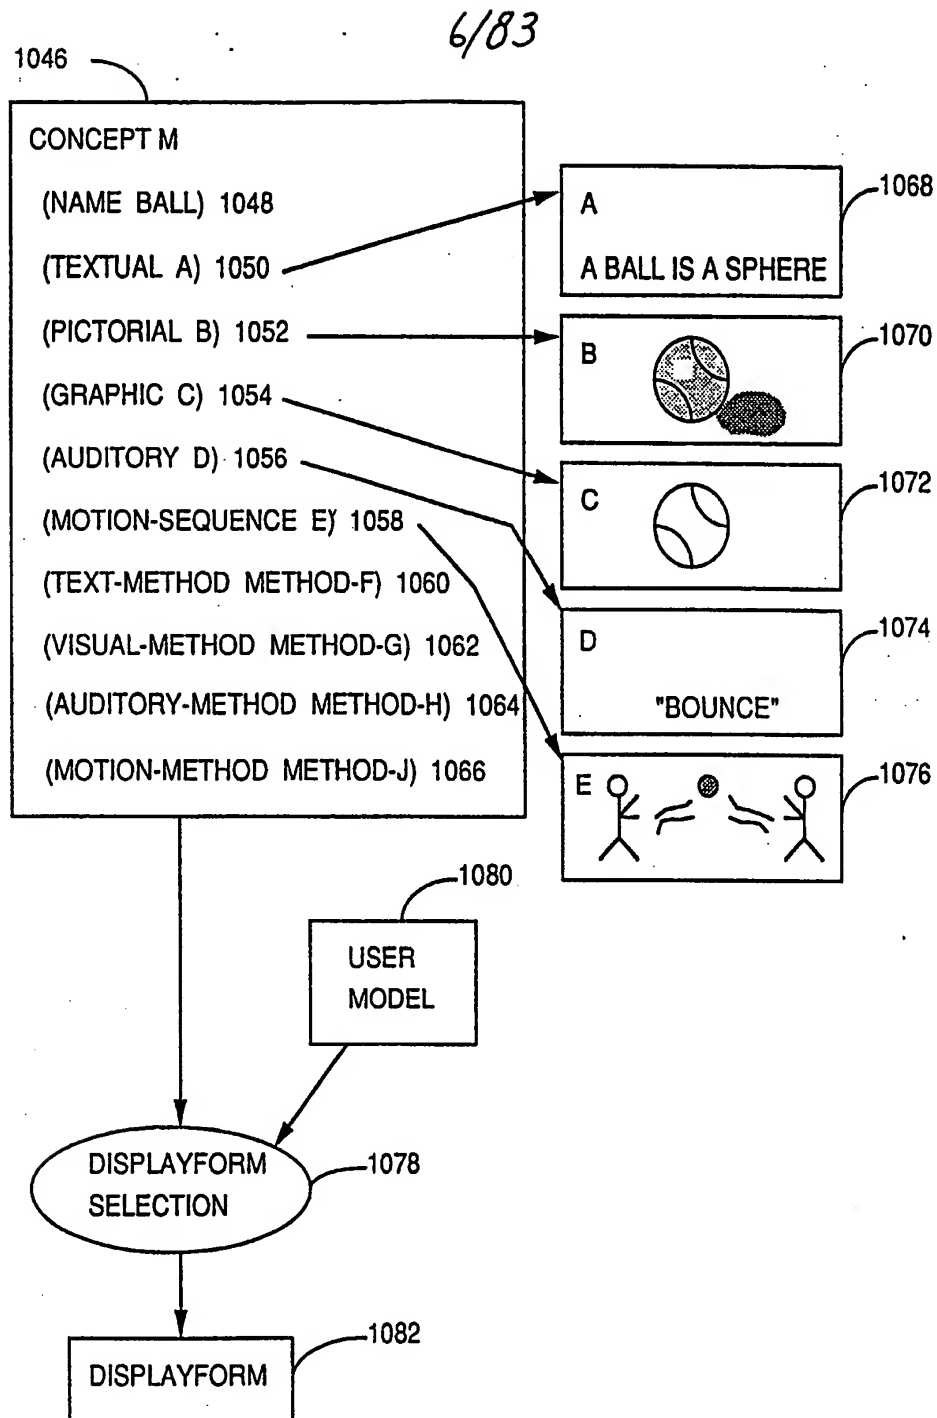 6/83
1046
CONCEPT M
(NAME BALL) 1048
(TEXTUAL A) 1050
(PICTORIAL B) 1052
(GRAPHIC C) 1054
(AUDITORY D) 1056
(MOTION-SEQUENCE E) 1058
(TEXT-METHOD METHOD-F) 1060
(VISUAL-METHOD METHOD-G) 1062
(AUDITORY-METHOD METHOD-H) 1064
(MOTION-METHOD METHOD-J) 1066
A
A BALL IS A SPHERE
1068
B
1070
C
1072
D
"BOUNCE"
1074
E
1076
1080
USER
MODEL
DISPLAYFORM
SELECTION
1078
1082
DISPLAYFORM